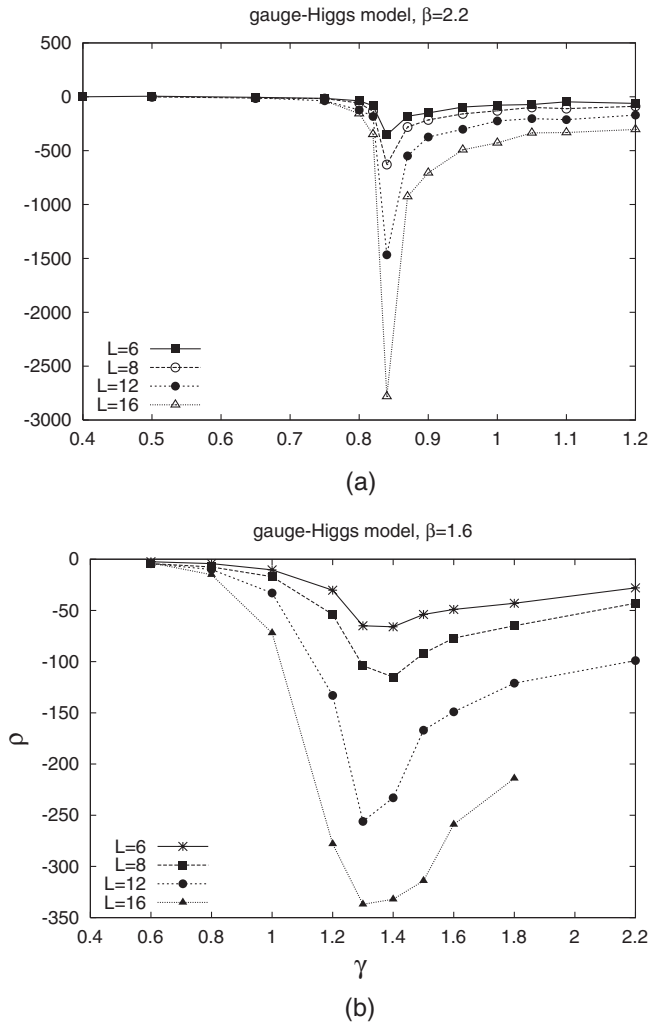 gauge-Higgs model, β=2.2
500
0
-500
-1000
-1500
-2000
-2500
-3000
L=6
L=8
L=12
L=16
0.4 0.5 0.6 0.7 0.8 0.9 1 1.1 1.2
(a)
gauge-Higgs model, β=1.6
0
-50
-100
-150
-200
-250
-300
-350
ρ
L=6
L=8
L=12
L=16
0.4 0.6 0.8 1 1.2 1.4 1.6 1.8 2 2.2
γ
(b)